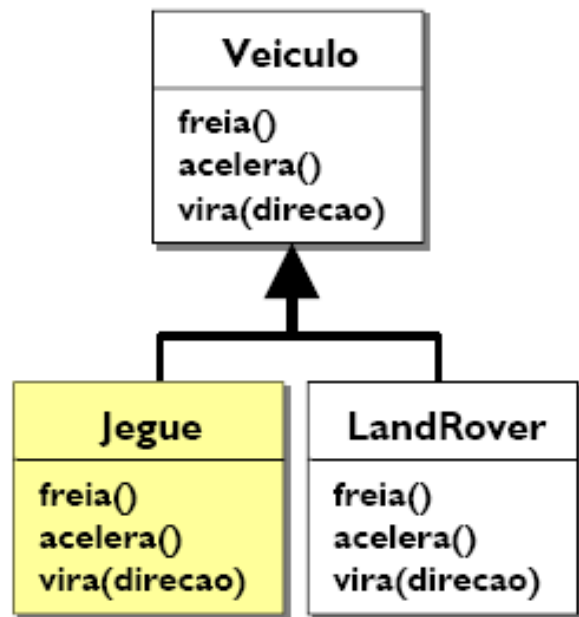 Veiculo
freia()
acelera()
vira(direcao)
Jegue
freia()
acelera()
vira(direcao)
LandRover
freia()
acelera()
vira(direcao)